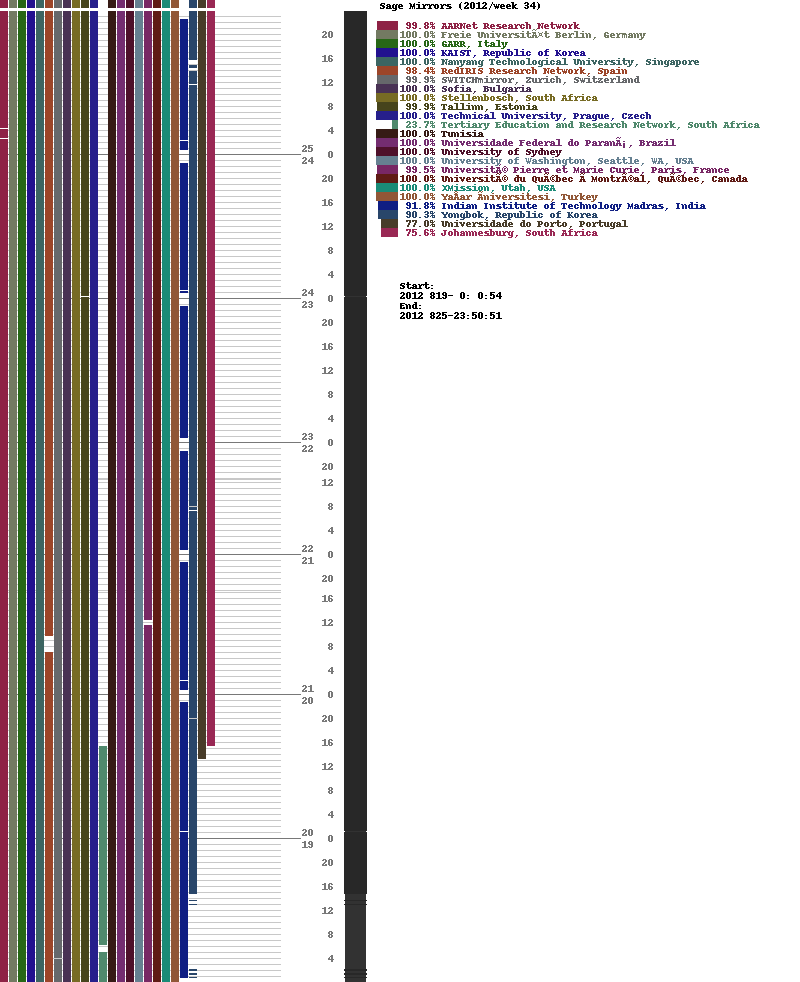 Sage Mirrors (2012/week 34)
99.8% AARNet Research Network
100.0% Freie UniversitÃ¤t Berlin, Germany
100.0% GARR, Italy
100.0% KAIST, Republic of Korea
100.0% Nanyang Technological University, Singapore
98.4% RedIRIS Research Network, Spain
99.9% SWITCHmirror, Zurich, Switzerland
100.0% Sofia, Bulgaria
100.0% Stellenbosch, South Africa
99.9% Tallinn, Estonia
100.0% Technical University, Prague, Czech
23.7% Tertiary Education and Research Network, South Africa
100.0% Tunisia
100.0% Universidade Federal do ParanÃ¡, Brazil
100.0% University of Sydney
100.0% University of Washington, Seattle, WA, USA
99.5% UniversitÃ© Pierre et Marie Curie, Paris, France
100.0% UniversitÃ© du QuÃ©bec Ã MontrÃ©al, QuÃ©bec, Canada
100.0% XMission, Utah, USA
100.0% YaÅar Ãniversitesi, Turkey
91.8% Indian Institute of Technology Madras, India
90.3% Yongbok, Republic of Korea
77.0% Universidade do Porto, Portugal
75.6% Johannesburg, South Africa
Start:
2012 819- 0: 0:54
End:
2012 825-23:50:51
20
16
12
8
4
25
0
24
20
16
12
8
4
24
0
23
20
16
12
8
4
23
0
22
20
12
8
4
22
0
21
20
16
12
8
4
21
0
20
20
16
12
8
4
20
0
19
20
16
12
8
4